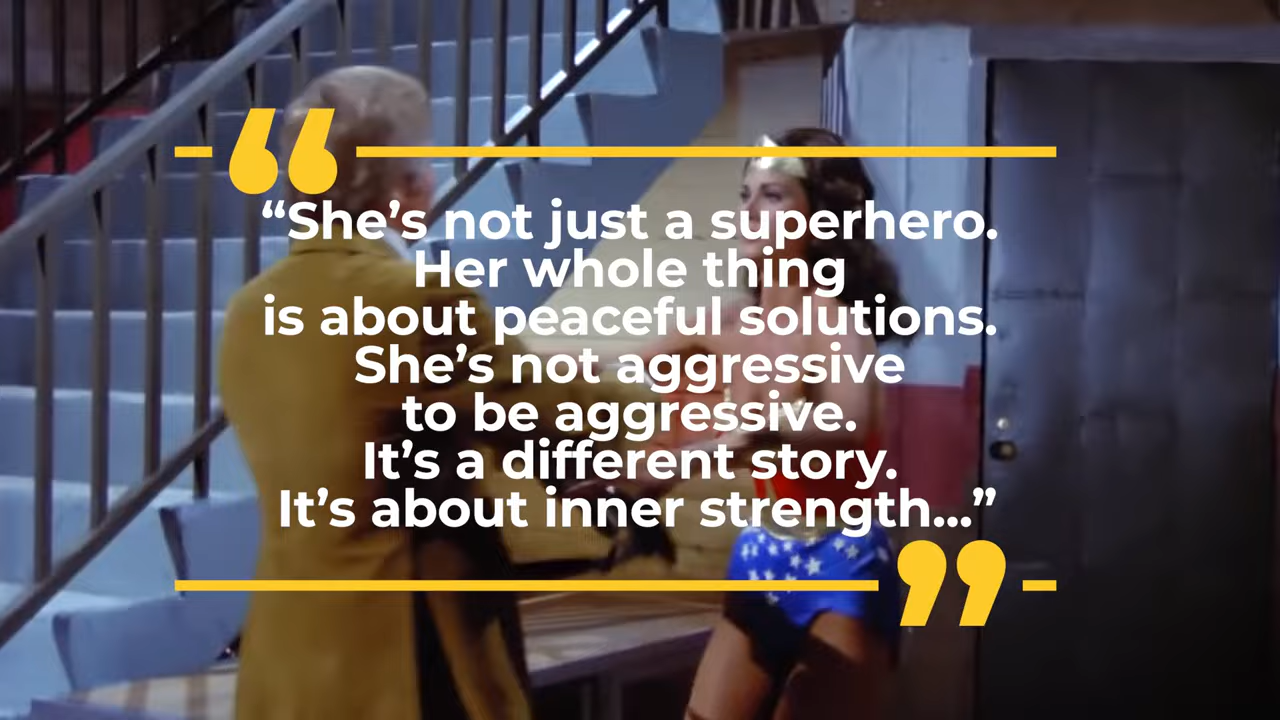 “She’s not just a superhero.
Her whole thing
is about peaceful solutions.
She’s not aggressive
to be aggressive.
It’s a different story.
It’s about inner strength...”